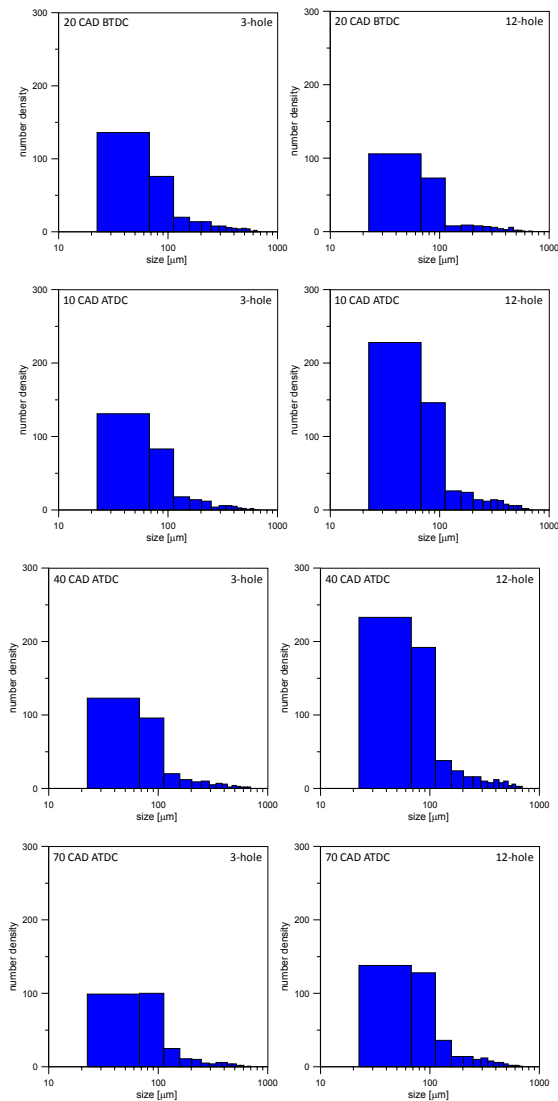 20 CAD BTDC 3-hole
300
200
100
0
number density
10 100 1000
size [μm]
20 CAD BTDC 12-hole
300
200
100
0
number density
10 100 1000
size [μm]
10 CAD ATDC 3-hole
300
200
100
0
number density
10 100 1000
size [μm]
10 CAD ATDC 12-hole
300
200
100
0
number density
10 100 1000
size [μm]
40 CAD ATDC 3-hole
300
200
100
0
number density
10 100 1000
size [μm]
40 CAD ATDC 12-hole
300
200
100
0
number density
10 100 1000
size [μm]
70 CAD ATDC 3-hole
300
200
100
0
number density
10 100 1000
size [μm]
70 CAD ATDC 12-hole
300
200
100
0
number density
10 100 1000
size [μm]